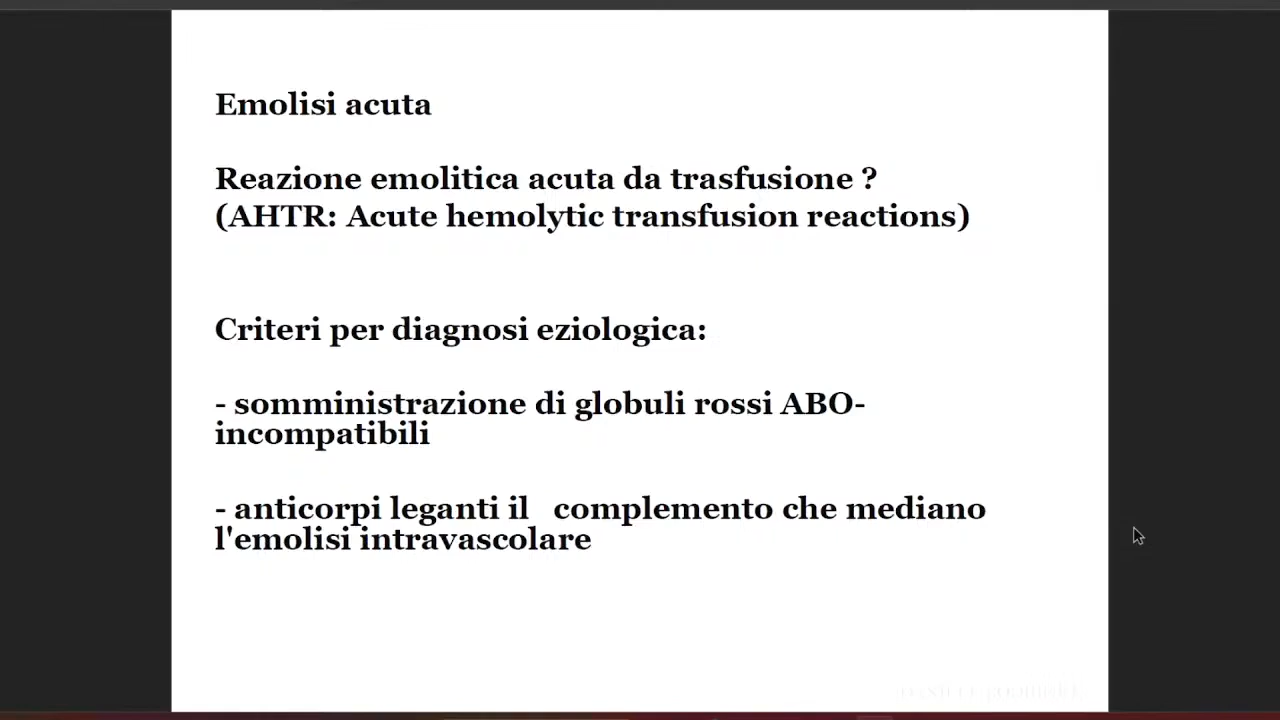 Emolisi acuta
Reazione emolitica acuta da trasfusione ?
(AHTR: Acute hemolytic transfusion reactions)
Criteri per diagnosi eziologica:
- somministrazione di globuli rossi ABO-
incompatibili
- anticorpi leganti il complemento che mediano
l'emolisi intravascolare